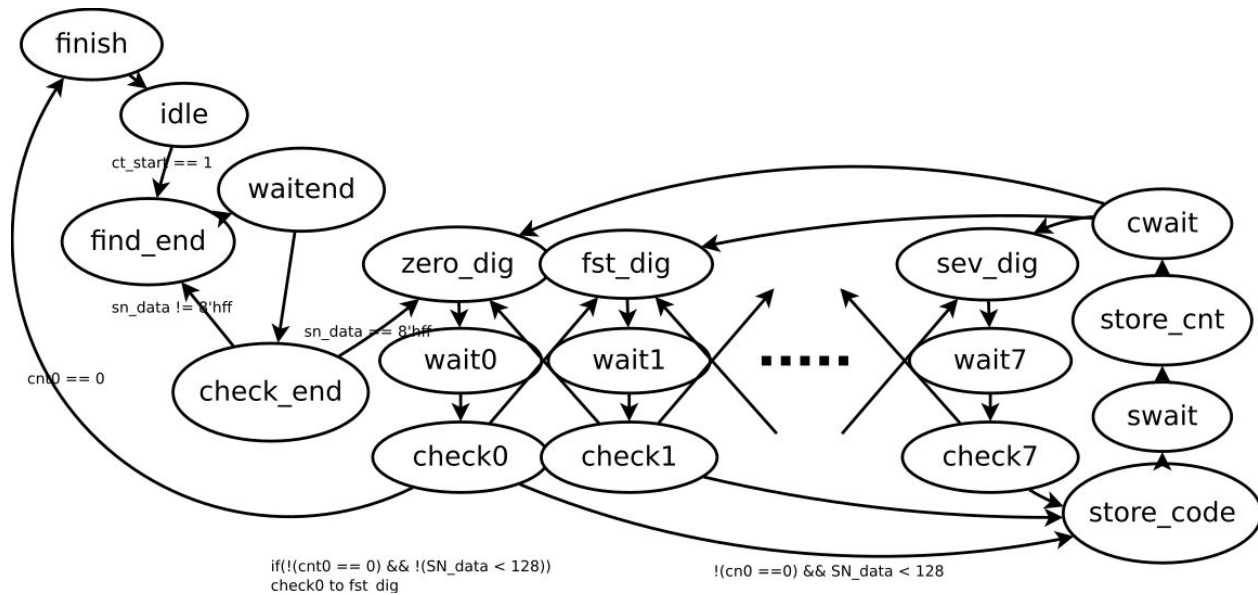 finish
idle
ct_start == 1
waitend
find_end
cwait
zero_dig
fst_dig
sev_dig
sn_data != 8'hff
sn_data == 8'hff
store_cnt
wait0
wait1
wait7
cnt0 == 0
check_end
swait
check0
check1
check7
store_code
if(!(cnt0 == 0) && !(SN_data < 128))
check0 to fst_dig
!(cn0 ==0) && SN_data < 128